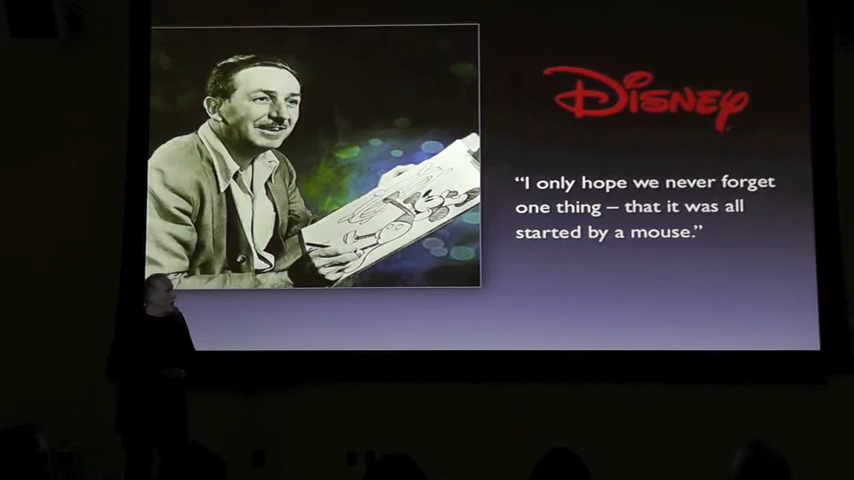 DISNEY
“I only hope we never forget
one thing – that it was all
started by a mouse.”